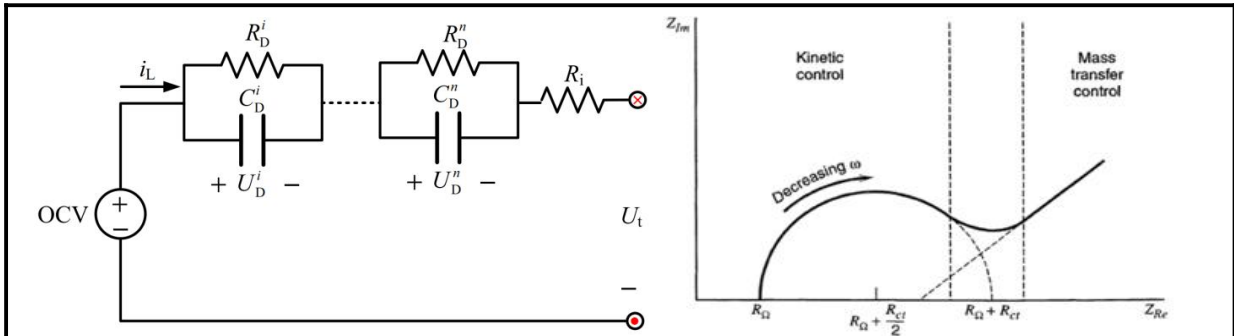 R_D^i
R_D^n
i_L
C_D^i
C_D^n
R_i
+ U_D^i −
+ U_D^n −
OCV
+
−
U_t
−
Z_Im
Kinetic
control
Mass
transfer
control
Decreasing ω
R_Ω
R_Ω + R_ct/2
R_Ω + R_ct
Z_Re